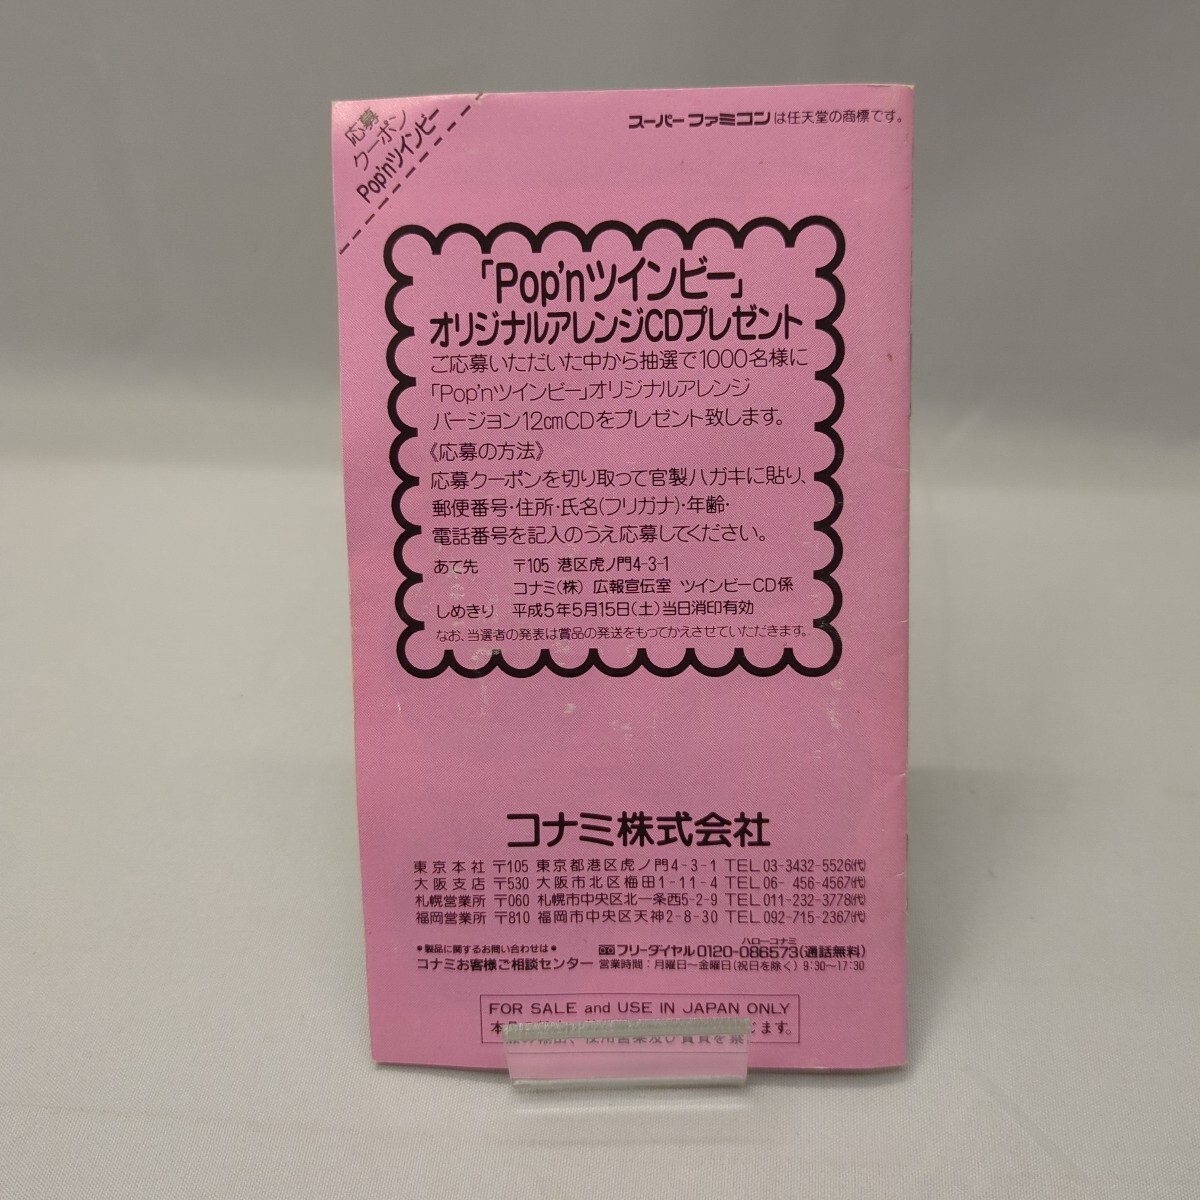 応募
クーポン
Pop'nツインビー
スーパーファミコンは任天堂の商標です。
「Pop'nツインビー」
オリジナルアレンジCDプレゼント
ご応募いただいた中から抽選で1000名様に
「Pop'nツインビー」オリジナルアレンジ
バージョン12cmCDをプレゼント致します。
《応募の方法》
応募クーポンを切り取って官製ハガキに貼り、
郵便番号・住所・氏名(フリガナ)・年齢・
電話番号を記入のうえ応募してください。
あて先 〒105 港区虎ノ門4-3-1
コナミ(株) 広報宣伝室 ツインビーCD係
しめきり 平成5年5月15日(土)当日消印有効
なお、当選者の発表は賞品の発送をもってかえさせていただきます。
コナミ株式会社
東京本社 〒105 東京都港区虎ノ門4-3-1 TEL 03-3432-5526(代)
大阪支店 〒530 大阪市北区梅田1-11-4 TEL 06-456-4567(代)
札幌営業所 〒060 札幌市中央区北一条西5-2-9 TEL 011-232-3778(代)
福岡営業所 〒810 福岡市中央区天神2-8-30 TEL 092-715-2367(代)
●製品に関するお問い合わせは●
コナミお客様ご相談センター
ハローコナミ
フリーダイヤル0120-086573(通話無料)
営業時間:月曜日〜金曜日(祝日を除く)9:30〜17:30
FOR SALE and USE IN JAPAN ONLY
本
ます。
使用営業及び賃貸を禁